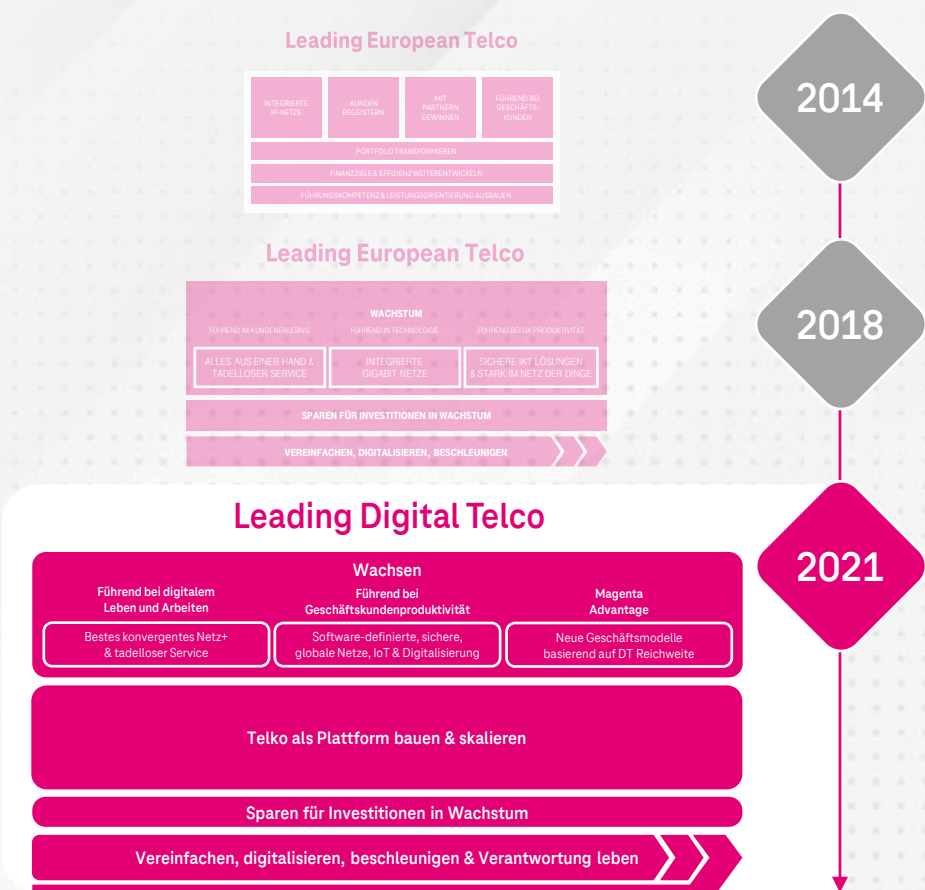 Leading European Telco
2014
INTEGRIERTE
IP-NETZE
KUNDEN
BEGEISTERN
MIT
PARTNERN
GEWINNEN
FÜHREND BEI
GESCHÄFTS-
KUNDEN
PORTFOLIO TRANSFORMIEREN
FINANZZIELE & EFFIZIENZ WEITERENTWICKELN
FÜHRUNGSKOMPETENZ & LEISTUNGSORIENTIERUNG AUSBAUEN
Leading European Telco
2018
WACHSTUM
FÜHREND IM KUNDENERLEBNIS
FÜHREND IN TECHNOLOGIE
FÜHREND BEI GK PRODUKTIVITÄT
ALLES AUS EINER HAND &
TADELLOSER SERVICE
INTEGRIERTE
GIGABIT NETZE
SICHERE IKT LÖSUNGEN
& STARK IM NETZ DER DINGE
SPAREN FÜR INVESTITIONEN IN WACHSTUM
VEREINFACHEN, DIGITALISIEREN, BESCHLEUNIGEN
Leading Digital Telco
2021
Wachsen
Führend bei digitalem
Leben und Arbeiten
Führend bei
Geschäftskundenproduktivität
Magenta
Advantage
Bestes konvergentes Netz+
& tadelloser Service
Software-definierte, sichere,
globale Netze, IoT & Digitalisierung
Neue Geschäftsmodelle
basierend auf DT Reichweite
Telko als Plattform bauen & skalieren
Sparen für Investitionen in Wachstum
Vereinfachen, digitalisieren, beschleunigen & Verantwortung leben